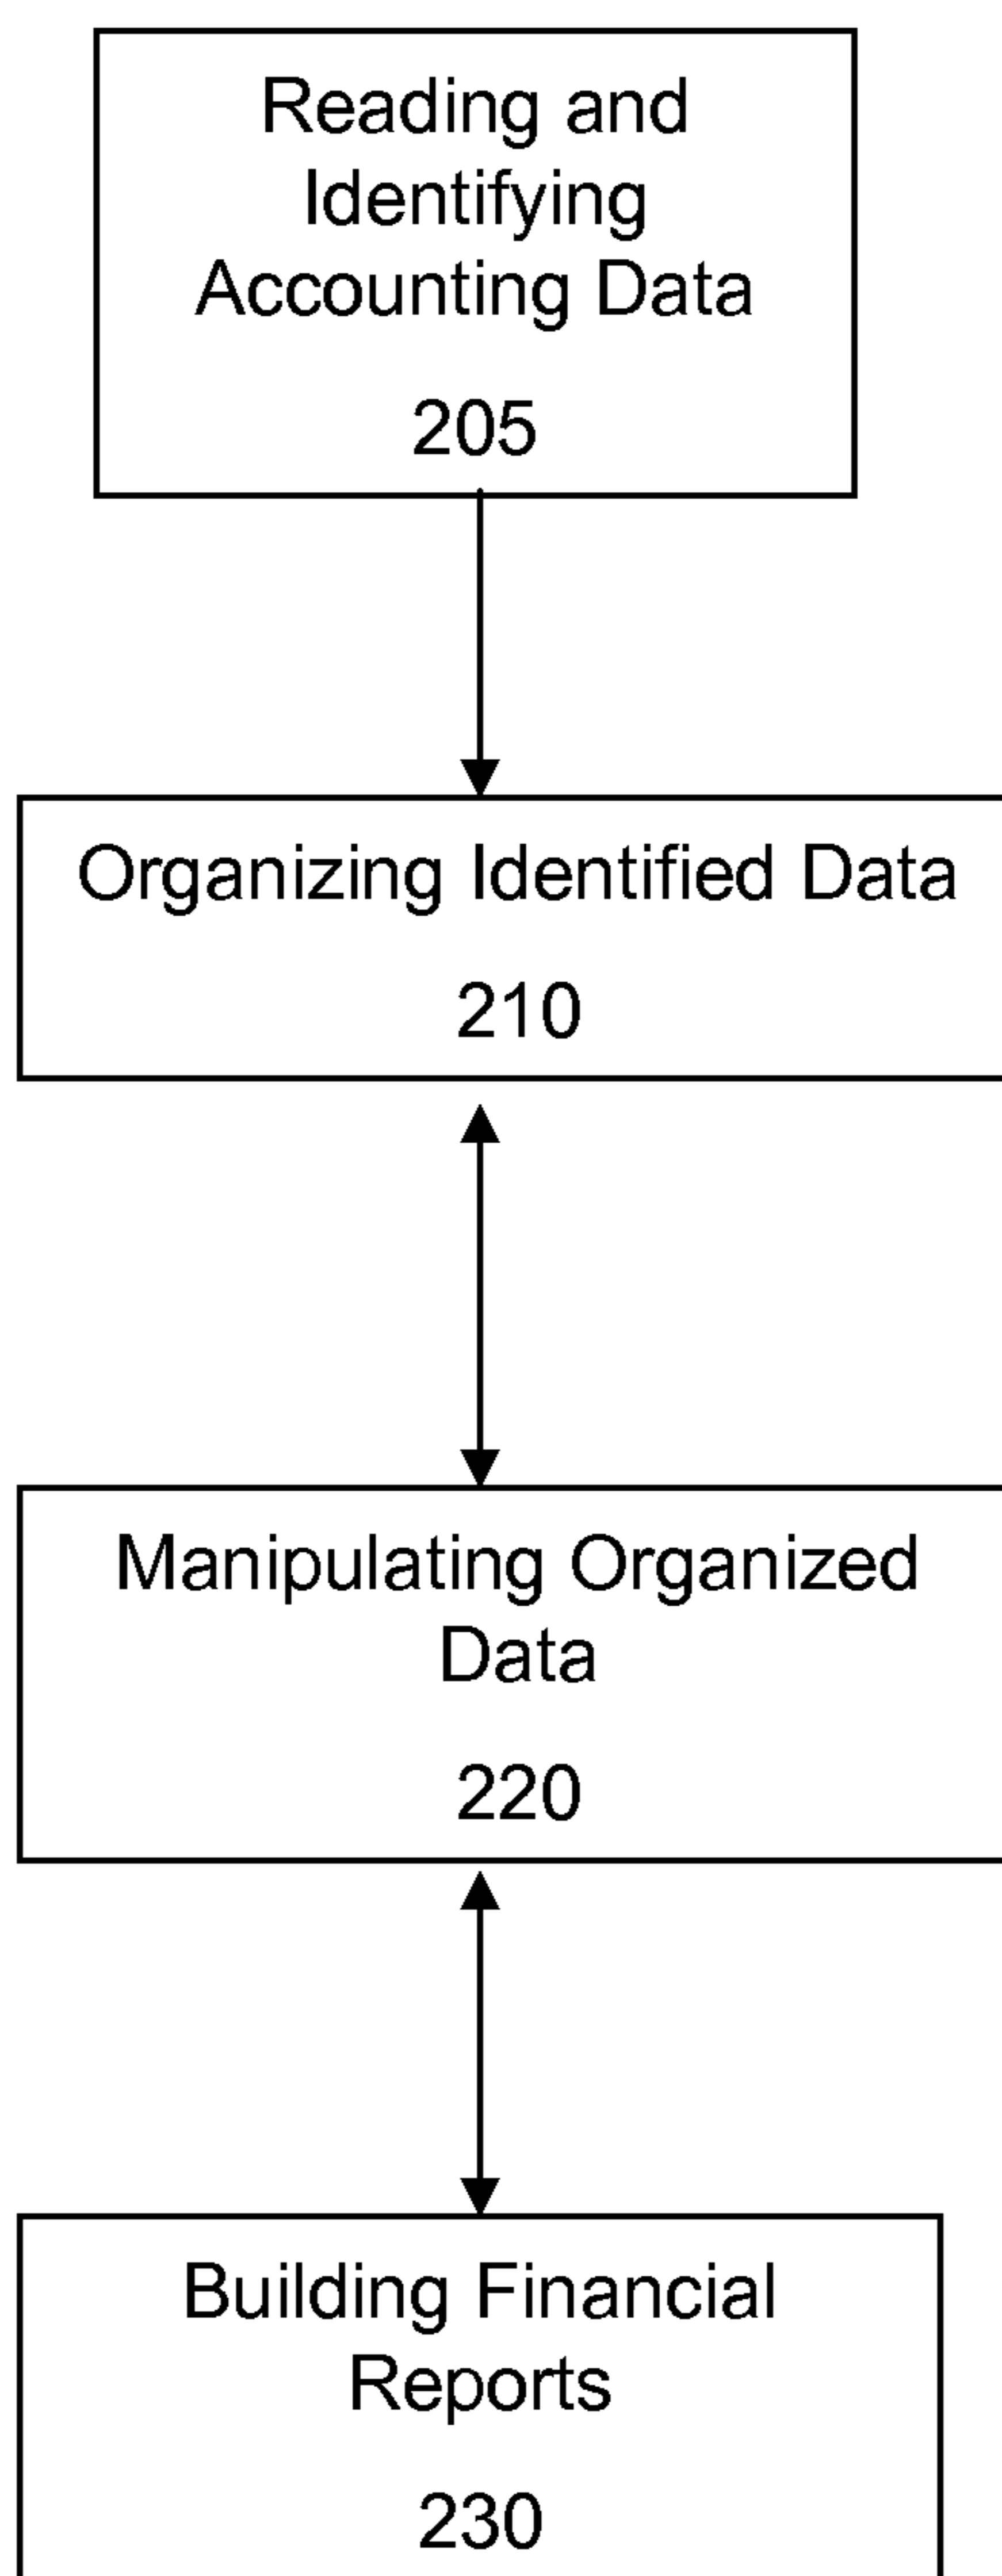 Reading and
Identifying
Accounting Data
205
Organizing Identified Data
210
Manipulating Organized
Data
220
Building Financial
Reports
230